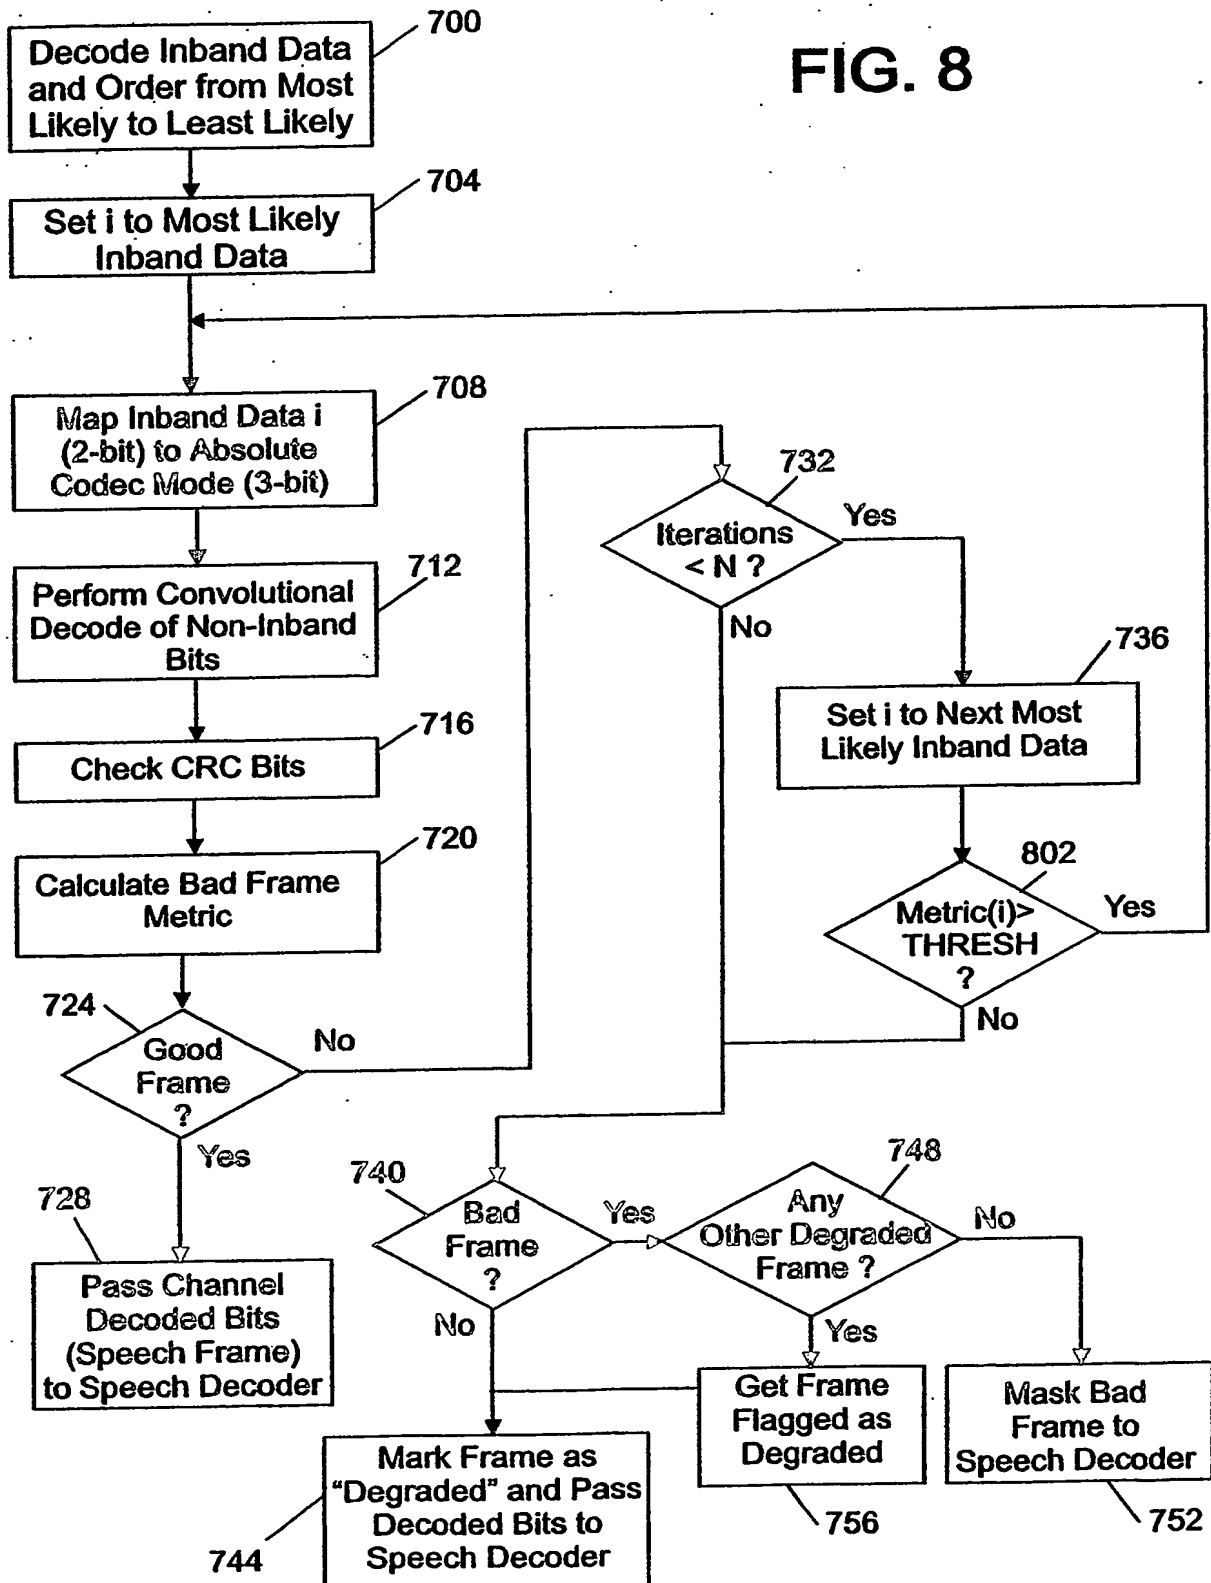 FIG. 8
700
Decode Inband Data
and Order from Most
Likely to Least Likely
704
Set i to Most Likely
Inband Data
708
Map Inband Data i
(2-bit) to Absolute
Codec Mode (3-bit)
712
Perform Convolutional
Decode of Non-Inband
Bits
716
Check CRC Bits
720
Calculate Bad Frame
Metric
724
Good
Frame
?
No
Yes
728
Pass Channel
Decoded Bits
(Speech Frame)
to Speech Decoder
732
Iterations
< N ?
Yes
No
736
Set i to Next Most
Likely Inband Data
802
Metric(i)>
THRESH
?
Yes
No
740
Bad
Frame
?
Yes
No
748
Any
Other Degraded
Frame ?
No
Yes
Mark Frame as
"Degraded" and Pass
Decoded Bits to
Speech Decoder
744
Get Frame
Flagged as
Degraded
756
Mask Bad
Frame to
Speech Decoder
752